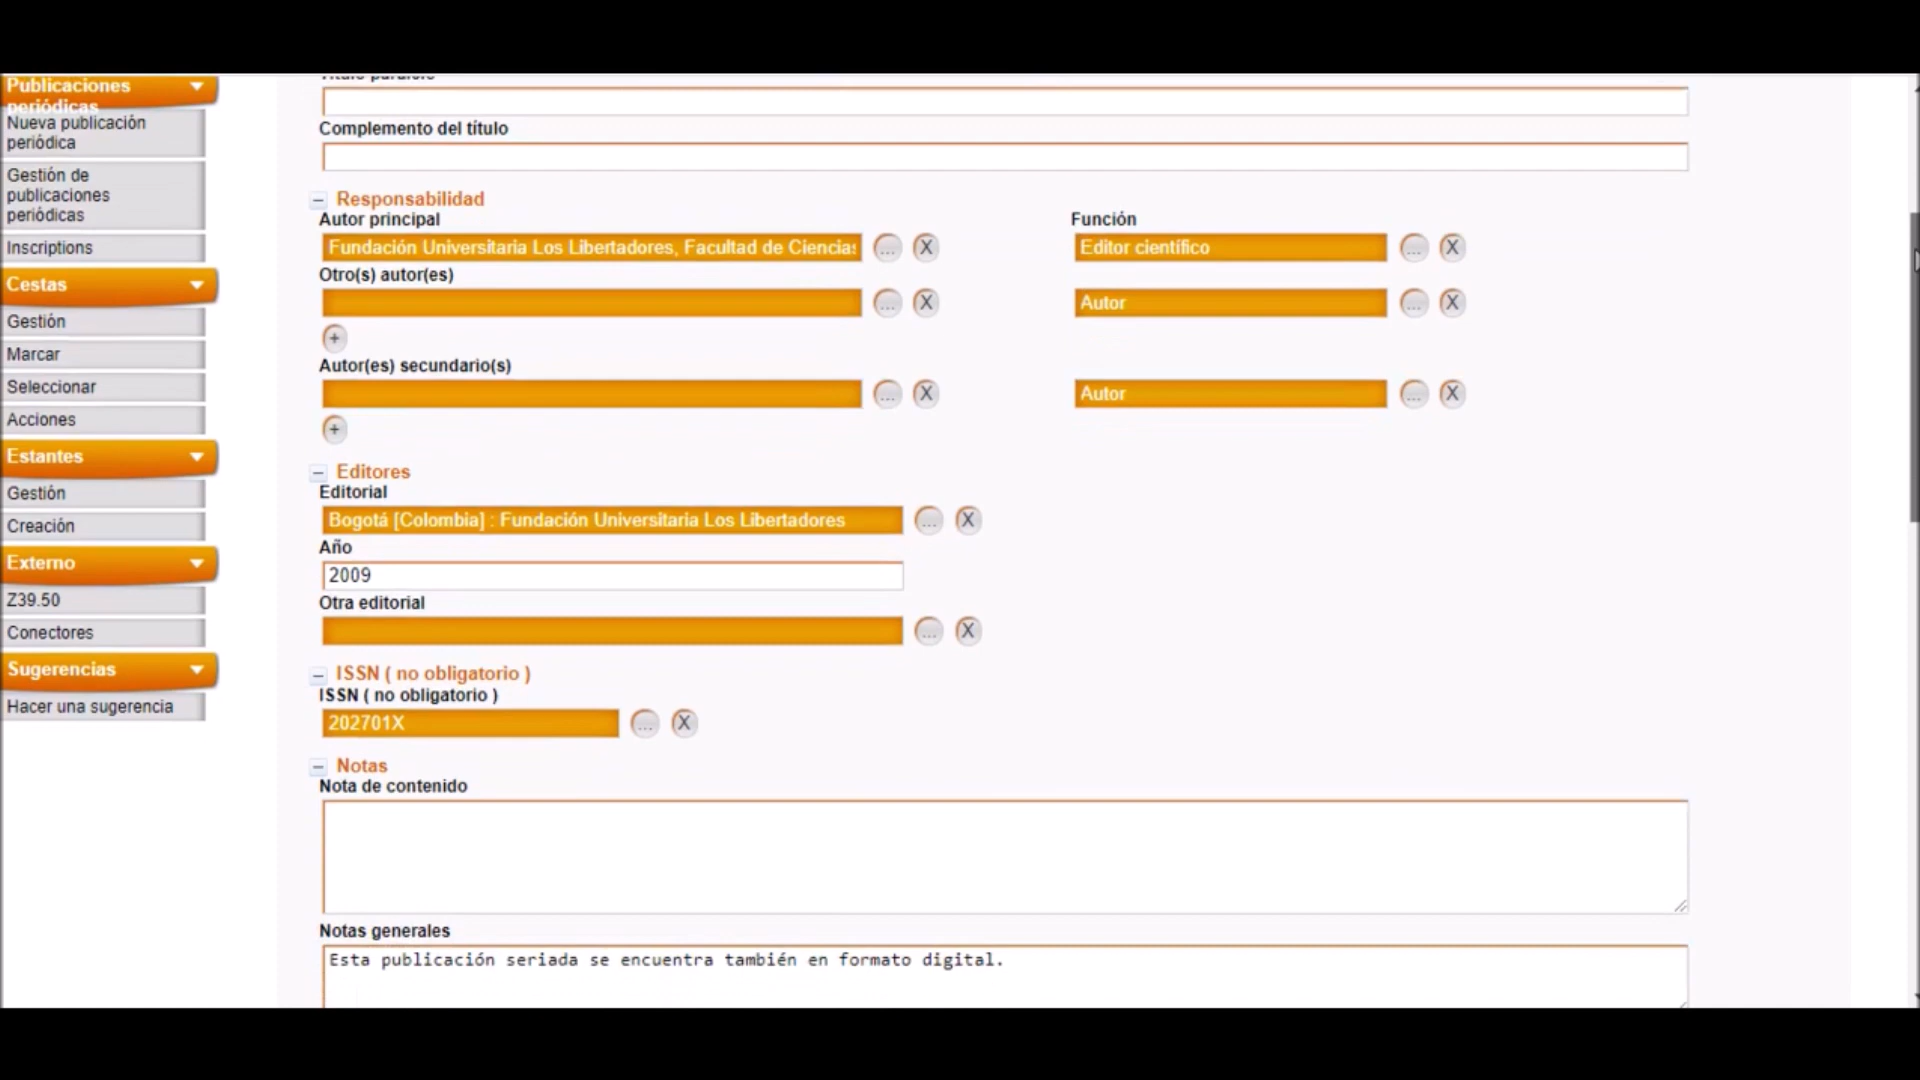 Publicaciones
periódicas
Nueva publicación
periódica
Gestión de
publicaciones
periódicas
Inscriptions
Cestas
Gestión
Marcar
Seleccionar
Acciones
Estantes
Gestión
Creación
Externo
Z39.50
Conectores
Sugerencias
Hacer una sugerencia
Complemento del título
Responsabilidad
Autor principal Función
Fundación Universitaria Los Libertadores, Facultad de Ciencias ... X Editor científico ... X
Otro(s) autor(es)
... X Autor ... X
+
Autor(es) secundario(s)
... X Autor ... X
+
Editores
Editorial
Bogotá [Colombia] : Fundación Universitaria Los Libertadores ... X
Año
2009
Otra editorial
... X
ISSN ( no obligatorio )
ISSN ( no obligatorio )
202701X ... X
Notas
Nota de contenido
Notas generales
Esta publicación seriada se encuentra también en formato digital.